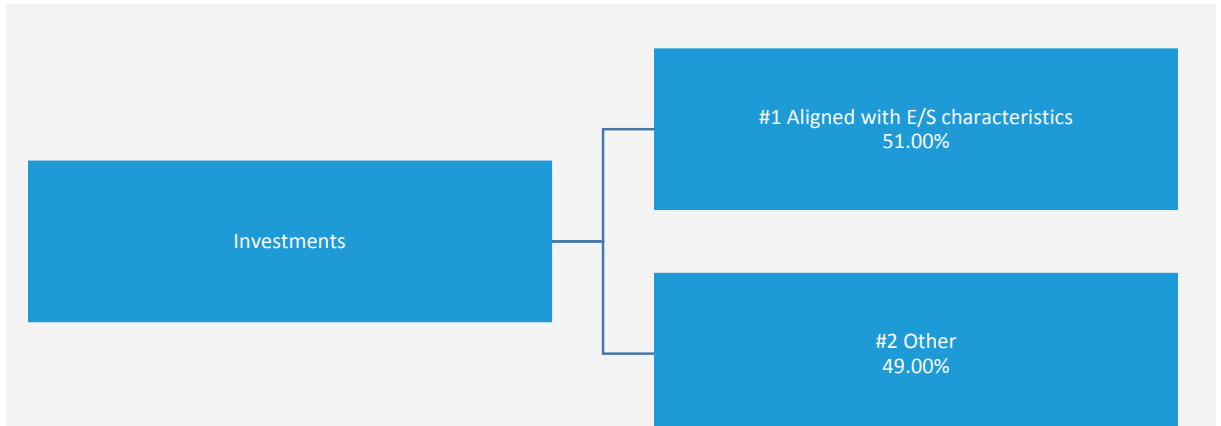 Investments
#1 Aligned with E/S characteristics
51.00%
#2 Other
49.00%